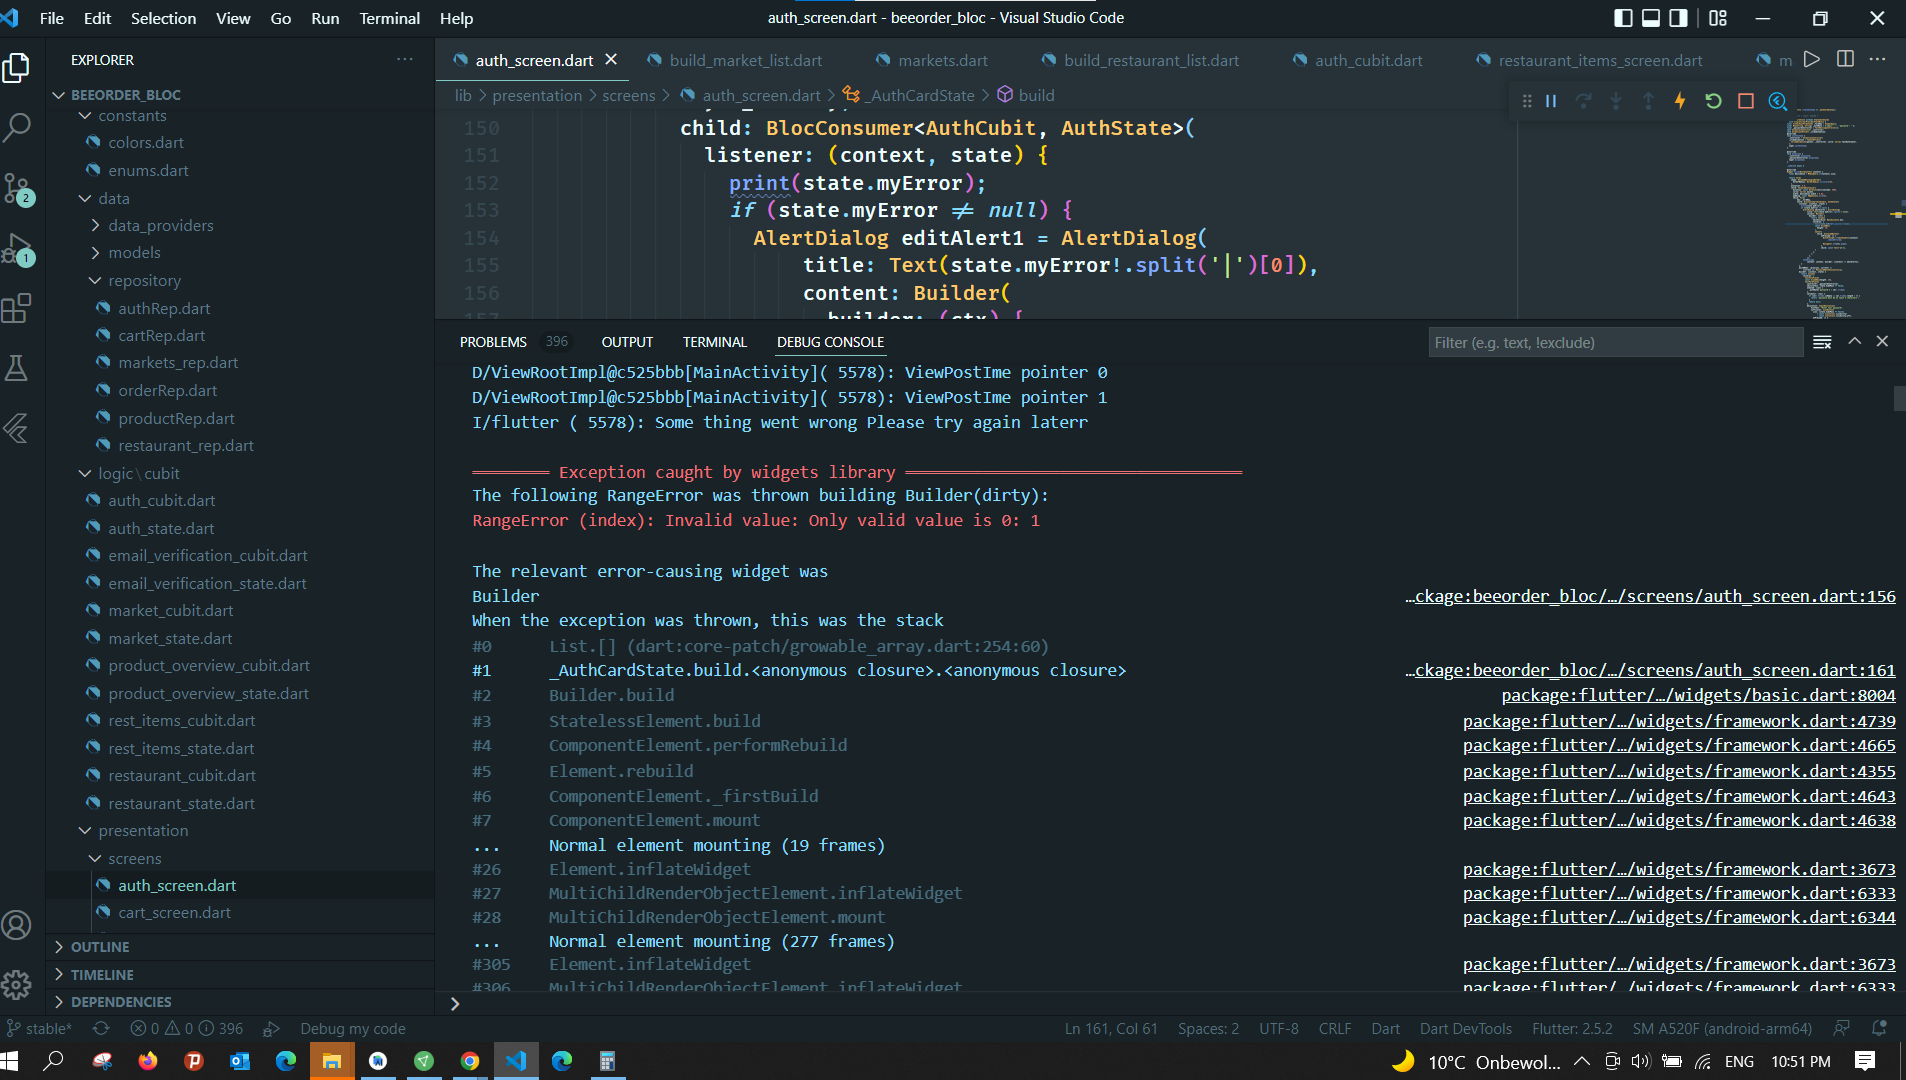 File Edit Selection View Go Run Terminal Help
auth_screen.dart - beeorder_bloc - Visual Studio Code
EXPLORER
BEEORDER_BLOC
constants
colors.dart
enums.dart
data
data_providers
models
repository
authRep.dart
cartRep.dart
markets_rep.dart
orderRep.dart
productRep.dart
restaurant_rep.dart
logic\cubit
auth_cubit.dart
auth_state.dart
email_verification_cubit.dart
email_verification_state.dart
market_cubit.dart
market_state.dart
product_overview_cubit.dart
product_overview_state.dart
rest_items_cubit.dart
rest_items_state.dart
restaurant_cubit.dart
restaurant_state.dart
presentation
screens
auth_screen.dart
cart_screen.dart
OUTLINE
TIMELINE
DEPENDENCIES
2
1
auth_screen.dart build_market_list.dart markets.dart build_restaurant_list.dart auth_cubit.dart restaurant_items_screen.dart m
lib > presentation > screens > auth_screen.dart > _AuthCardState > build
150 child: BlocConsumer<AuthCubit, AuthState>(
151 listener: (context, state) {
152 print(state.myError);
153 if (state.myError != null) {
154 AlertDialog editAlert1 = AlertDialog(
155 title: Text(state.myError!.split('|')[0]),
156 content: Builder(
157 builder: (ctx) {
PROBLEMS 396 OUTPUT TERMINAL DEBUG CONSOLE
Filter (e.g. text, !exclude)
D/ViewRootImpl@c525bbb[MainActivity]( 5578): ViewPostIme pointer 0
D/ViewRootImpl@c525bbb[MainActivity]( 5578): ViewPostIme pointer 1
I/flutter ( 5578): Some thing went wrong Please try again laterr
════════ Exception caught by widgets library ═══════════════════════════════════
The following RangeError was thrown building Builder(dirty):
RangeError (index): Invalid value: Only valid value is 0: 1
The relevant error-causing widget was
Builder …ckage:beeorder_bloc/…/screens/auth_screen.dart:156
When the exception was thrown, this was the stack
#0 List.[] (dart:core-patch/growable_array.dart:254:60)
#1 _AuthCardState.build.<anonymous closure>.<anonymous closure> …ckage:beeorder_bloc/…/screens/auth_screen.dart:161
#2 Builder.build package:flutter/…/widgets/basic.dart:8004
#3 StatelessElement.build package:flutter/…/widgets/framework.dart:4739
#4 ComponentElement.performRebuild package:flutter/…/widgets/framework.dart:4665
#5 Element.rebuild package:flutter/…/widgets/framework.dart:4355
#6 ComponentElement._firstBuild package:flutter/…/widgets/framework.dart:4643
#7 ComponentElement.mount package:flutter/…/widgets/framework.dart:4638
... Normal element mounting (19 frames)
#26 Element.inflateWidget package:flutter/…/widgets/framework.dart:3673
#27 MultiChildRenderObjectElement.inflateWidget package:flutter/…/widgets/framework.dart:6333
#28 MultiChildRenderObjectElement.mount package:flutter/…/widgets/framework.dart:6344
... Normal element mounting (277 frames)
#305 Element.inflateWidget package:flutter/…/widgets/framework.dart:3673
#306 MultiChildRenderObjectElement.inflateWidget package:flutter/…/widgets/framework.dart:6333
stable* 0 0 396 Debug my code
Ln 161, Col 61 Spaces: 2 UTF-8 CRLF Dart Dart DevTools Flutter: 2.5.2 SM A520F (android-arm64)
10°C Onbewol... ENG 10:51 PM